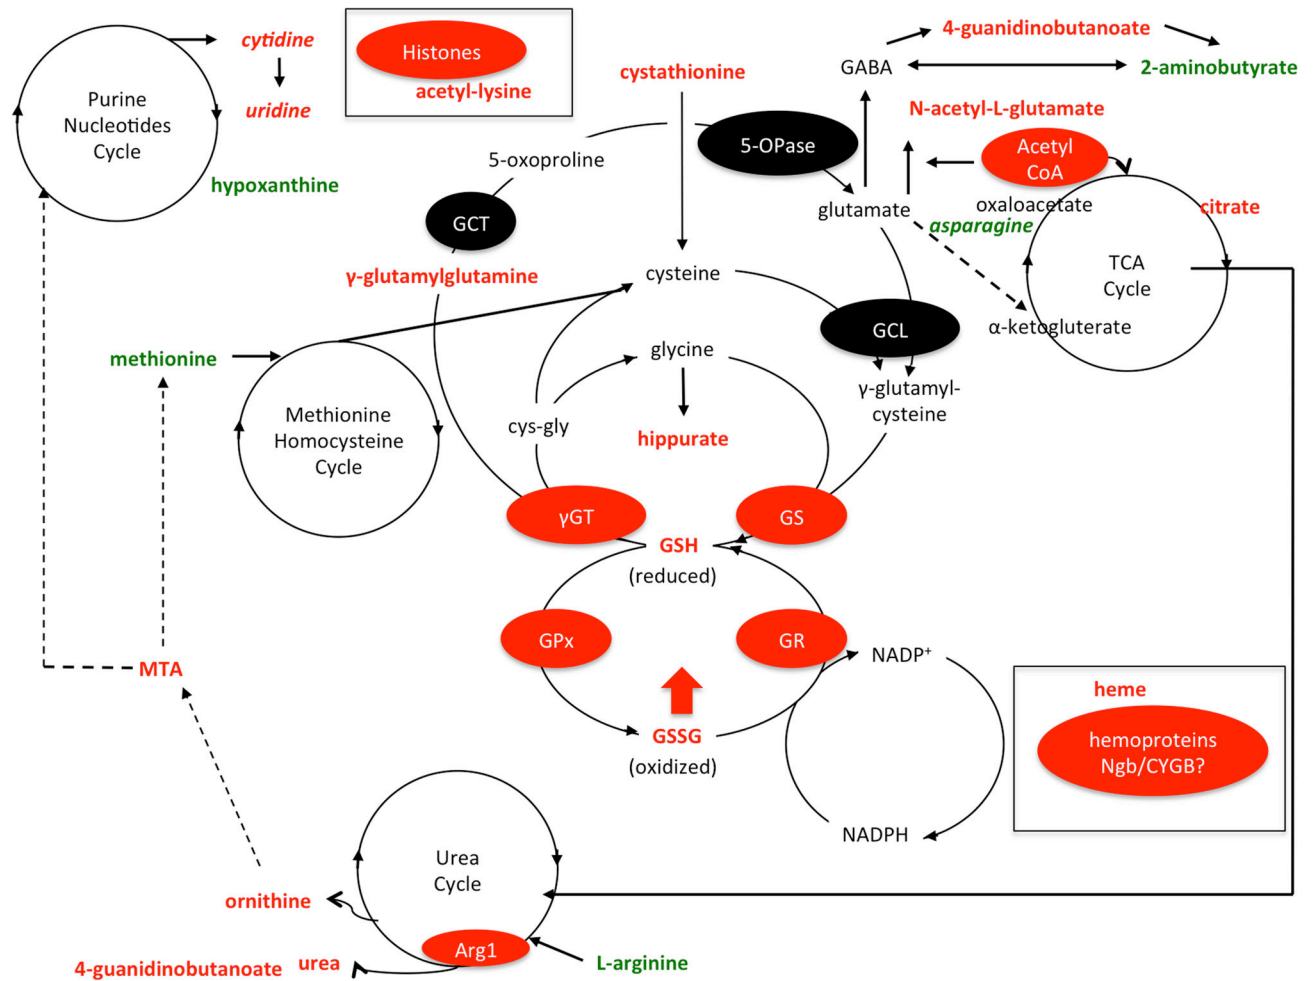 cytidine
uridine
Purine
Nucleotides
Cycle
hypoxanthine
Histones
acetyl-lysine
cystathionine
4-guanidinobutanoate
GABA
2-aminobutyrate
N-acetyl-L-glutamate
5-OPase
Acetyl
CoA
5-oxoproline
glutamate
oxaloacetate
citrate
asparagine
GCT
γ-glutamylglutamine
cysteine
TCA
Cycle
GCL
α-ketogluterate
methionine
glycine
γ-glutamyl-
cysteine
Methionine
Homocysteine
Cycle
cys-gly
hippurate
γGT
GS
GSH
(reduced)
GPx
GR
NADP+
MTA
GSSG
(oxidized)
heme
hemoproteins
Ngb/CYGB?
NADPH
Urea
Cycle
ornithine
Arg1
4-guanidinobutanoate
urea
L-arginine